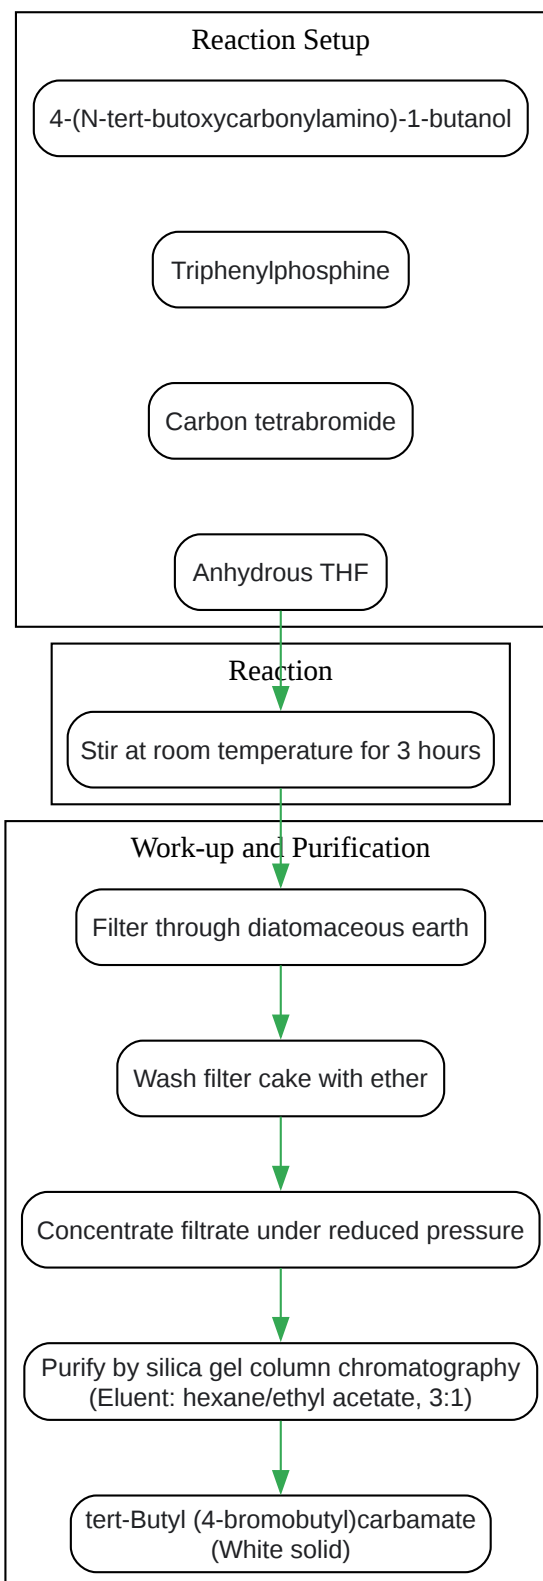 Reaction Setup
4-(N-tert-butoxycarbonylamino)-1-butanol
Triphenylphosphine
Carbon tetrabromide
Anhydrous THF
Reaction
Stir at room temperature for 3 hours
Work-up and Purification
Filter through diatomaceous earth
Wash filter cake with ether
Concentrate filtrate under reduced pressure
Purify by silica gel column chromatography
(Eluent: hexane/ethyl acetate, 3:1)
tert-Butyl (4-bromobutyl)carbamate
(White solid)